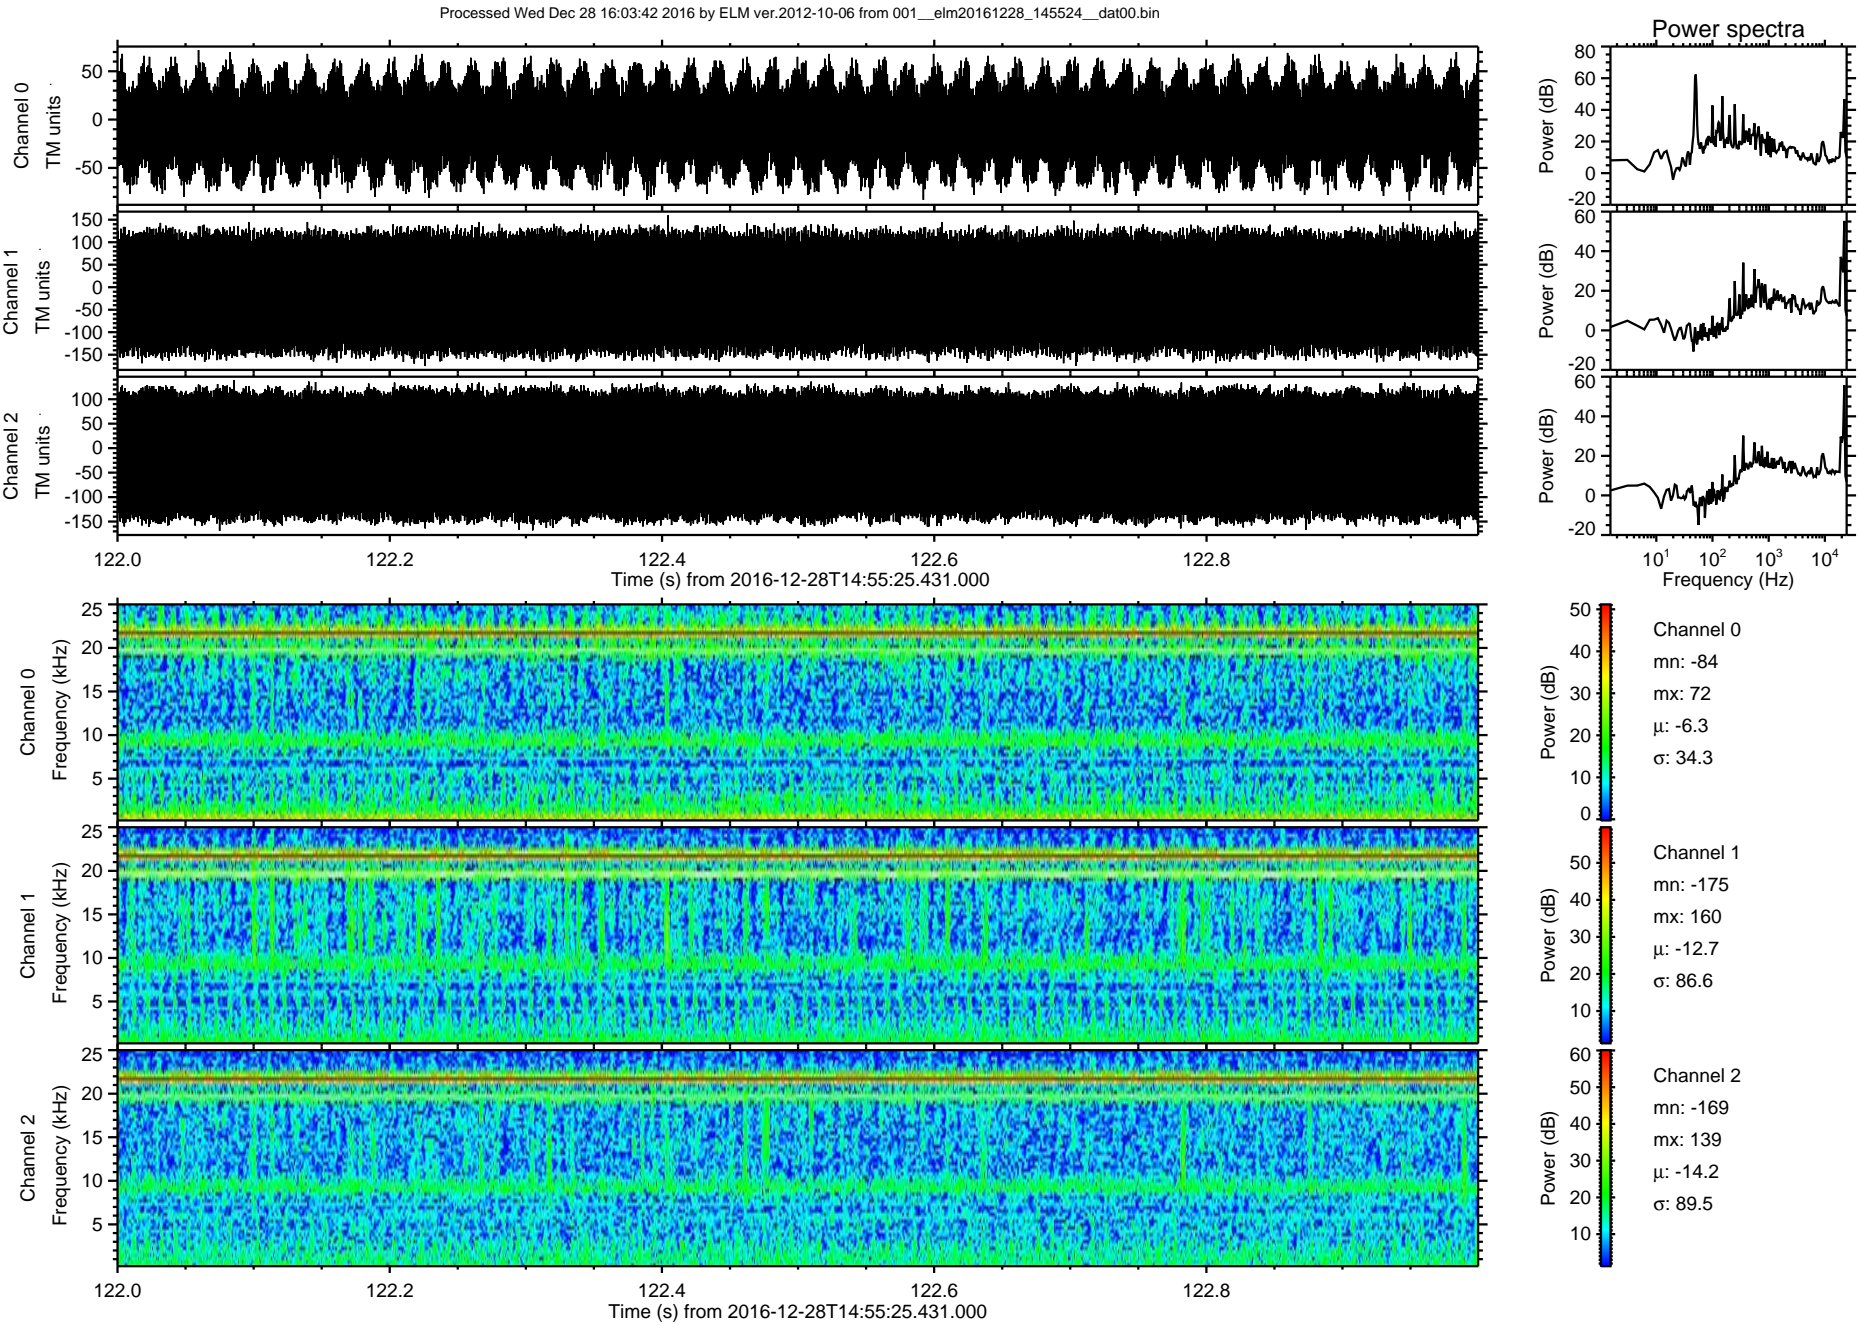 Processed Wed Dec 28 16:03:42 2016 by ELM ver.2012-10-06 from 001__elm20161228_145524__dat00.bin
Power spectra
Channel 0
TM units
50
0
-50
Power (dB)
80
60
40
20
0
-20
Channel 1
TM units
150
100
50
0
-50
-100
-150
Power (dB)
60
40
20
0
-20
Channel 2
TM units
100
50
0
-50
-100
-150
Power (dB)
60
40
20
0
-20
122.0 122.2 122.4 122.6 122.8
Time (s) from 2016-12-28T14:55:25.431.000
10^1 10^2 10^3 10^4
Frequency (Hz)
Channel 0
Frequency (kHz)
25
20
15
10
5
Power (dB)
50
40
30
20
10
0
Channel 0
mn: -84
mx: 72
μ: -6.3
σ: 34.3
Channel 1
Frequency (kHz)
25
20
15
10
5
Power (dB)
50
40
30
20
10
Channel 1
mn: -175
mx: 160
μ: -12.7
σ: 86.6
Channel 2
Frequency (kHz)
25
20
15
10
5
Power (dB)
60
50
40
30
20
10
Channel 2
mn: -169
mx: 139
μ: -14.2
σ: 89.5
122.0 122.2 122.4 122.6 122.8
Time (s) from 2016-12-28T14:55:25.431.000